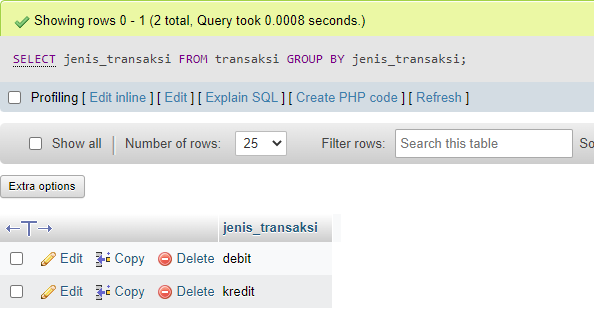 Showing rows 0 - 1 (2 total, Query took 0.0008 seconds.)
SELECT jenis_transaksi FROM transaksi GROUP BY jenis_transaksi;
Profiling [ Edit inline ] [ Edit ] [ Explain SQL ] [ Create PHP code ] [ Refresh ]
Show all Number of rows: 25 Filter rows: Search this table So
Extra options
←T→ jenis_transaksi
Edit Copy Delete debit
Edit Copy Delete kredit